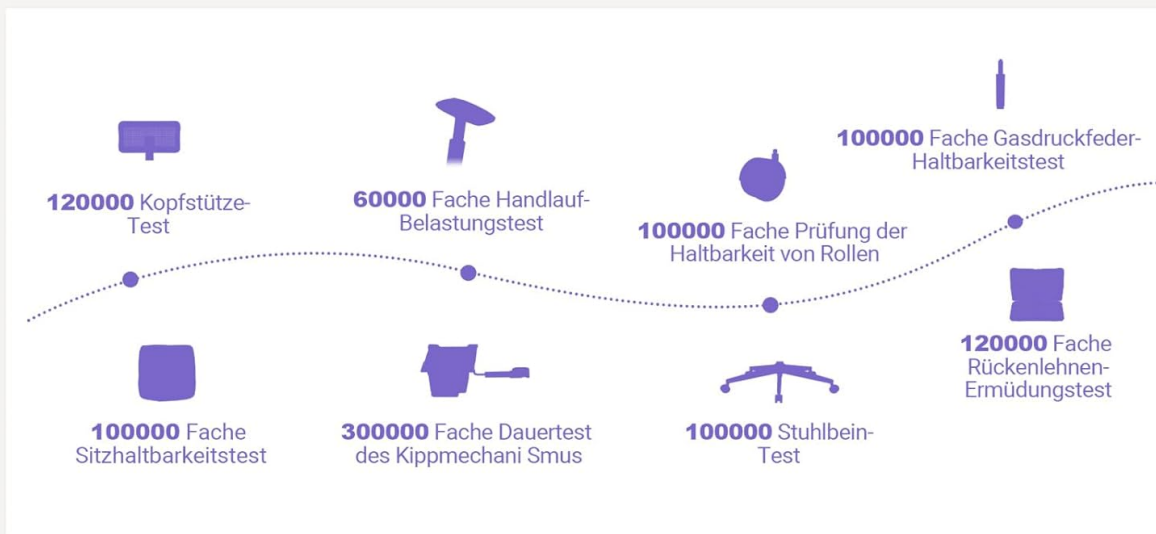 120000 Kopfstütze-
Test
60000 Fache Handlauf-
Belastungstest
100000 Fache Prüfung der
Haltbarkeit von Rollen
100000 Fache Gasdruckfeder-
Haltbarkeitstest
100000 Fache
Sitzhaltbarkeitstest
300000 Fache Dauertest
des Kippmechani Smus
100000 Stuhlbein-
Test
120000 Fache
Rückenlehnen-
Ermüdungstest